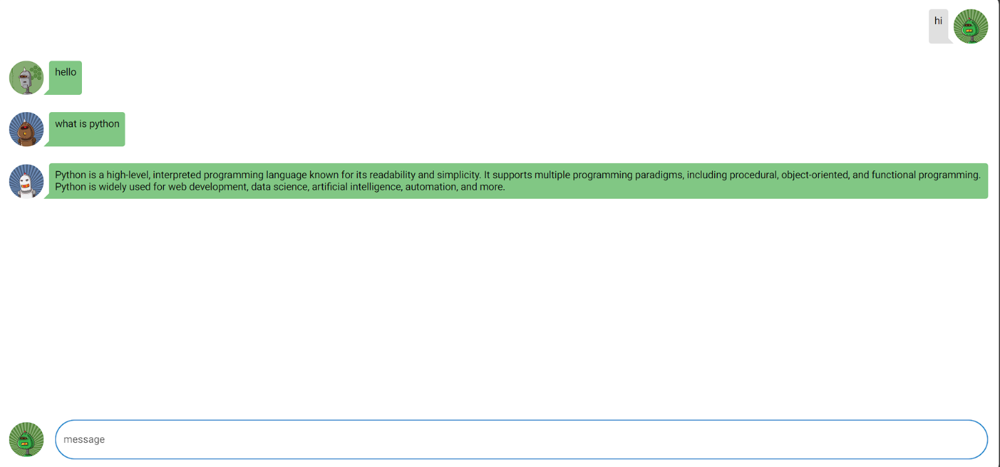 hi
hello
what is python
Python is a high-level, interpreted programming language known for its readability and simplicity. It supports multiple programming paradigms, including procedural, object-oriented, and functional programming.
Python is widely used for web development, data science, artificial intelligence, automation, and more.
message